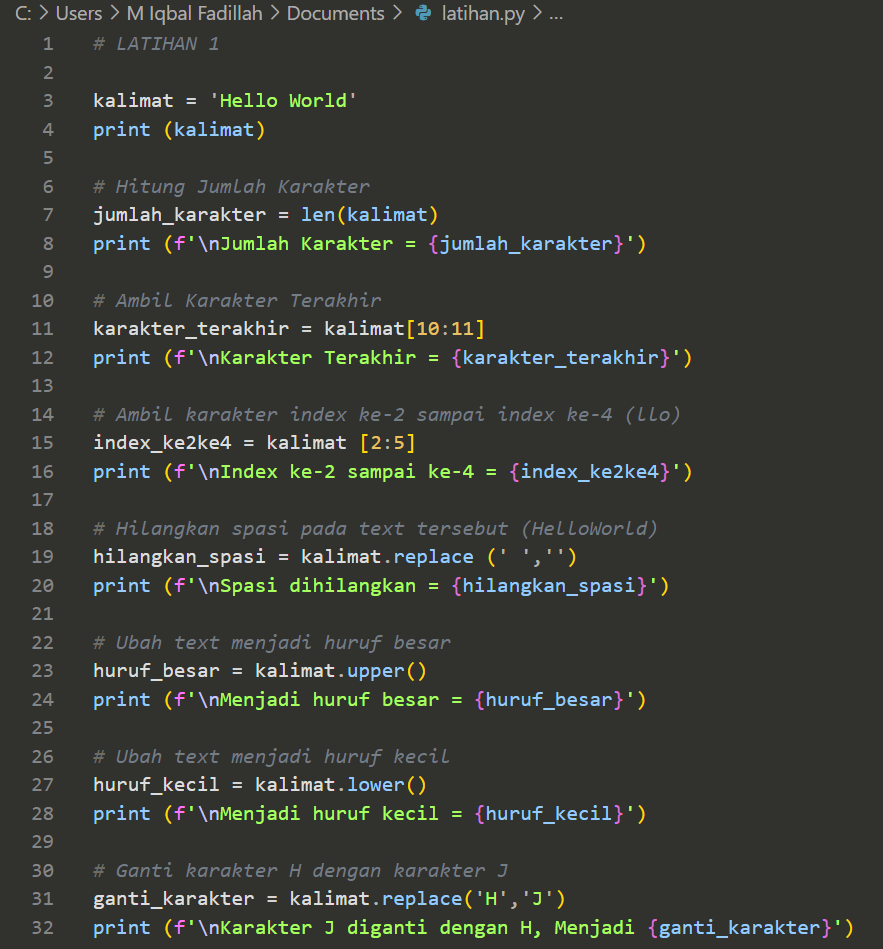 C: > Users > M Iqbal Fadillah > Documents > latihan.py > ...
1 # LATIHAN 1
2
3 kalimat = 'Hello World'
4 print (kalimat)
5
6 # Hitung Jumlah Karakter
7 jumlah_karakter = len(kalimat)
8 print (f'\nJumlah Karakter = {jumlah_karakter}')
9
10 # Ambil Karakter Terakhir
11 karakter_terakhir = kalimat[10:11]
12 print (f'\nKarakter Terakhir = {karakter_terakhir}')
13
14 # Ambil karakter index ke-2 sampai index ke-4 (llo)
15 index_ke2ke4 = kalimat [2:5]
16 print (f'\nIndex ke-2 sampai ke-4 = {index_ke2ke4}')
17
18 # Hilangkan spasi pada text tersebut (HelloWorld)
19 hilangkan_spasi = kalimat.replace (' ','')
20 print (f'\nSpasi dihilangkan = {hilangkan_spasi}')
21
22 # Ubah text menjadi huruf besar
23 huruf_besar = kalimat.upper()
24 print (f'\nMenjadi huruf besar = {huruf_besar}')
25
26 # Ubah text menjadi huruf kecil
27 huruf_kecil = kalimat.lower()
28 print (f'\nMenjadi huruf kecil = {huruf_kecil}')
29
30 # Ganti karakter H dengan karakter J
31 ganti_karakter = kalimat.replace('H','J')
32 print (f'\nKarakter J diganti dengan H, Menjadi {ganti_karakter}')